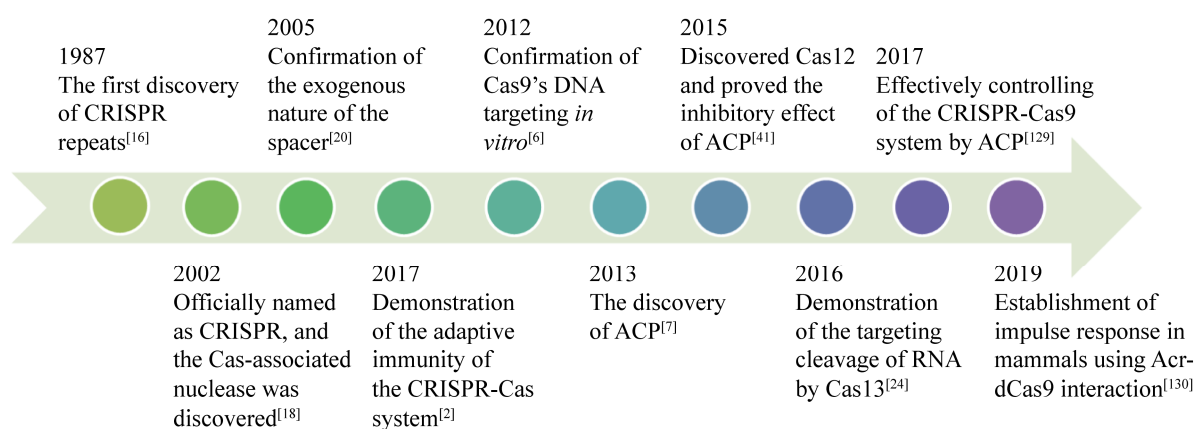 1987
The first discovery
of CRISPR
repeats[16]
2002
Officially named
as CRISPR, and
the Cas-associated
nuclease was
discovered[18]
2005
Confirmation of
the exogenous
nature of the
spacer[20]
2017
Demonstration
of the adaptive
immunity of
the CRISPR-Cas
system[2]
2012
Confirmation of
Cas9’s DNA
targeting in
vitro[6]
2013
The discovery
of ACP[7]
2015
Discovered Cas12
and proved the
inhibitory effect
of ACP[41]
2016
Demonstration
of the targeting
cleavage of RNA
by Cas13[24]
2017
Effectively controlling
of the CRISPR-Cas9
system by ACP[129]
2019
Establishment of
impulse response in
mammals using Acr-
dCas9 interaction[130]